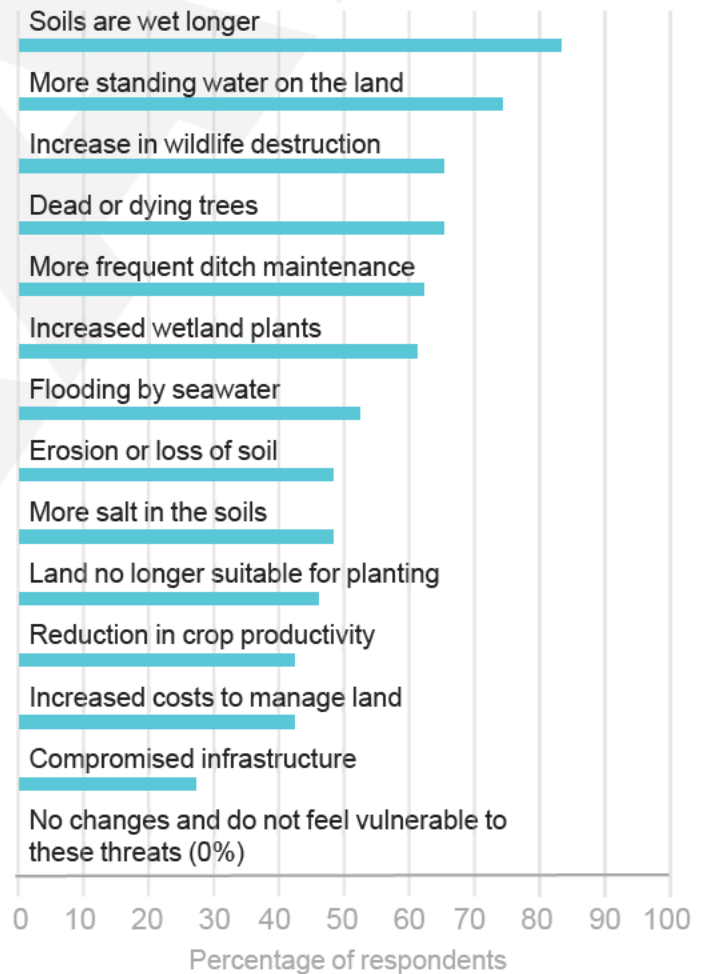 Soils are wet longer
More standing water on the land
Increase in wildlife destruction
Dead or dying trees
More frequent ditch maintenance
Increased wetland plants
Flooding by seawater
Erosion or loss of soil
More salt in the soils
Land no longer suitable for planting
Reduction in crop productivity
Increased costs to manage land
Compromised infrastructure
No changes and do not feel vulnerable to
these threats (0%)
0 10 20 30 40 50 60 70 80 90 100
Percentage of respondents